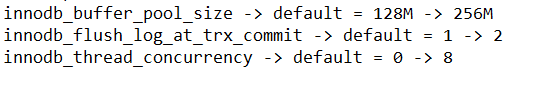 innodb_buffer_pool_size -> default = 128M -> 256M
innodb_flush_log_at_trx_commit -> default = 1 -> 2
innodb_thread_concurrency -> default = 0 -> 8